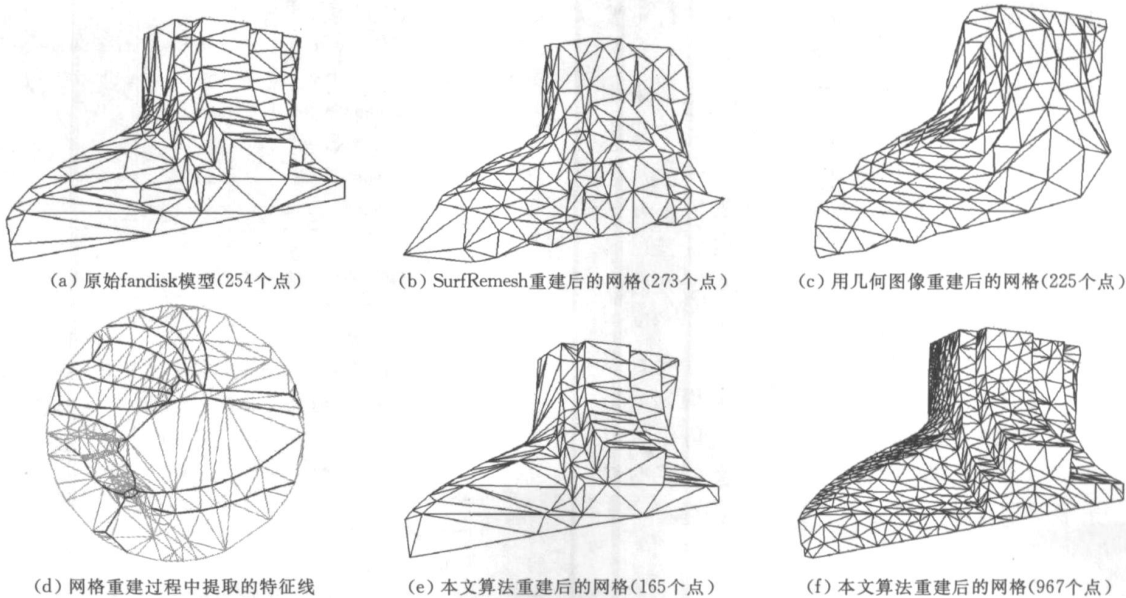 (a) 原始fandisk模型(254个点)
(b) SurfRemesh重建后的网格(273个点)
(c) 用几何图像重建后的网格(225个点)
(d) 网格重建过程中提取的特征线
(e) 本文算法重建后的网格(165个点)
(f) 本文算法重建后的网格(967个点)